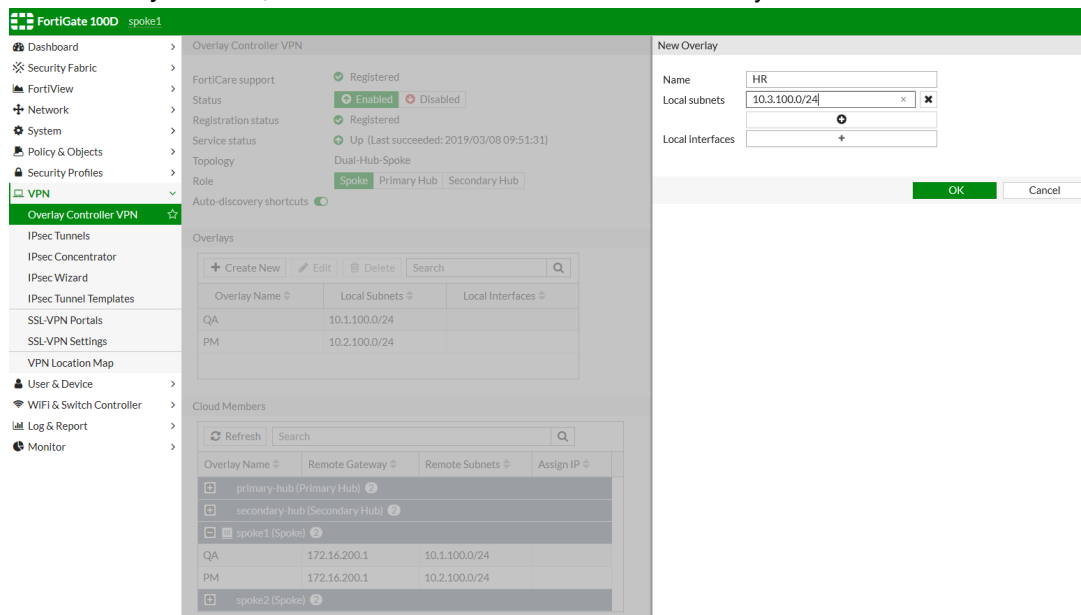 FortiGate 100D spoke1
Dashboard
Security Fabric
FortiView
Network
System
Policy & Objects
Security Profiles
VPN
Overlay Controller VPN
IPsec Tunnels
IPsec Concentrator
IPsec Wizard
IPsec Tunnel Templates
SSL-VPN Portals
SSL-VPN Settings
VPN Location Map
User & Device
WiFi & Switch Controller
Log & Report
Monitor
Overlay Controller VPN
FortiCare support Registered
Status Enabled Disabled
Registration status Registered
Service status Up (Last succeeded: 2019/03/08 09:51:31)
Topology Dual-Hub-Spoke
Role Spoke Primary Hub Secondary Hub
Auto-discovery shortcuts
Overlays
+ Create New Edit Delete Search
Overlay Name Local Subnets Local Interfaces
QA 10.1.100.0/24
PM 10.2.100.0/24
Cloud Members
Refresh Search
Overlay Name Remote Gateway Remote Subnets Assign IP
primary-hub (Primary Hub) 2
secondary-hub (Secondary Hub) 2
spoke1 (Spoke) 2
QA 172.16.200.1 10.1.100.0/24
PM 172.16.200.1 10.2.100.0/24
spoke2 (Spoke) 2
New Overlay
Name HR
Local subnets 10.3.100.0/24
Local interfaces +
OK Cancel